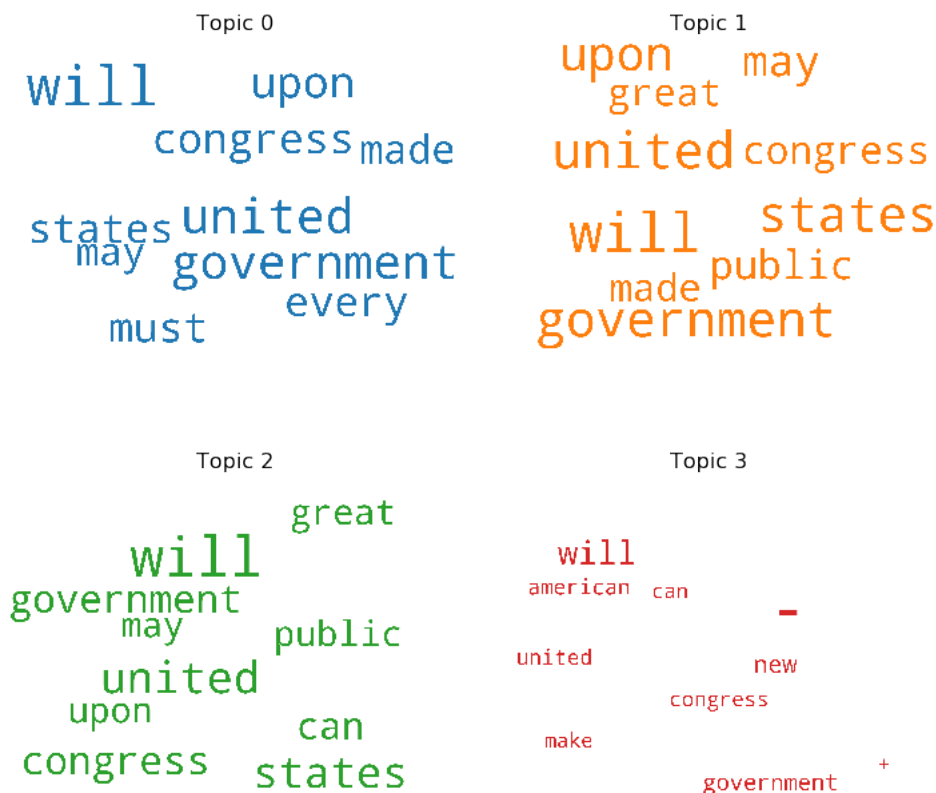 Topic 0
will
upon
congress
made
states
united
may
government
every
must
Topic 1
upon
may
great
united
congress
states
will
public
made
government
Topic 2
great
will
government
may
public
united
upon
can
congress
states
Topic 3
will
american
can
-
united
new
congress
make
+
government